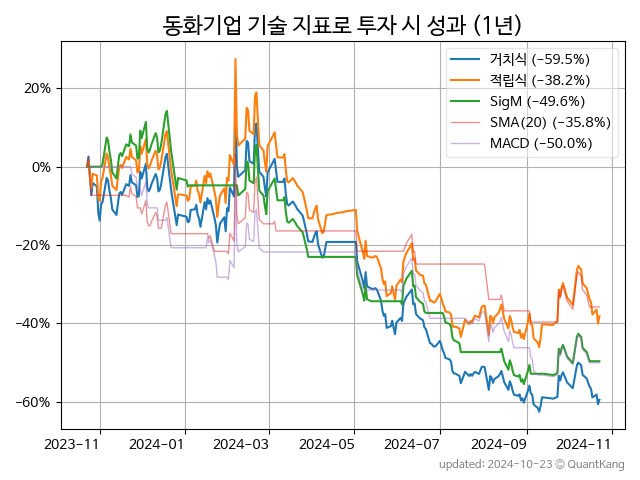 동화기업 기술 지표로 투자 시 성과 (1년)
거치식 (−59.5%)
적립식 (−38.2%)
SigM (−49.6%)
SMA(20) (−35.8%)
MACD (−50.0%)
20%
0%
−20%
−40%
−60%
2023-11 2024-01 2024-03 2024-05 2024-07 2024-09 2024-11
updated: 2024-10-23 © QuantKang